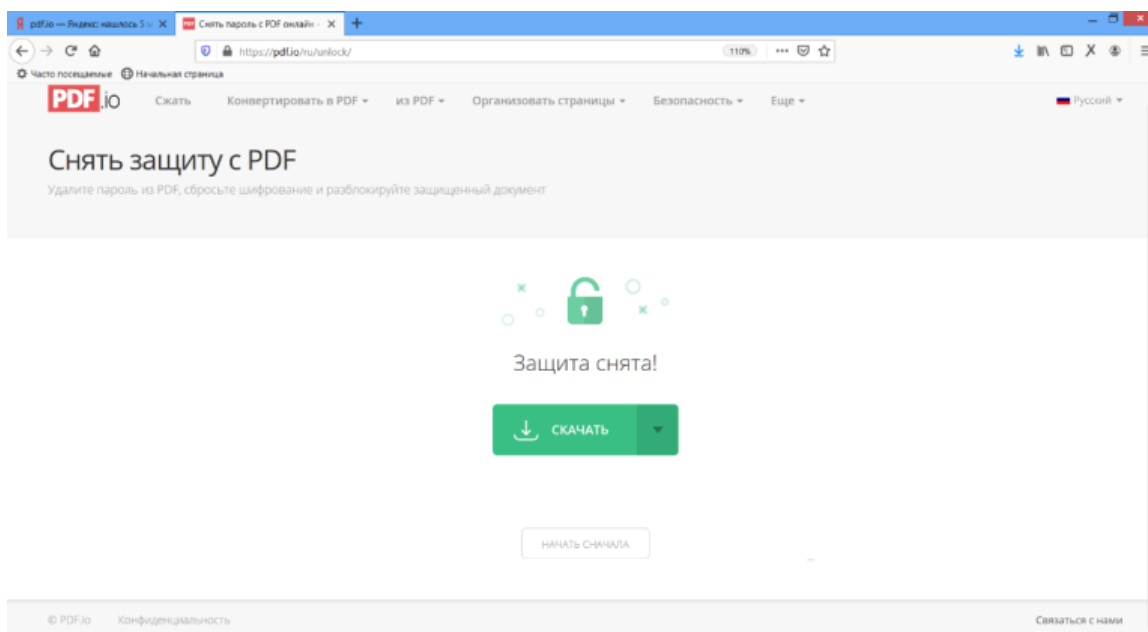 pdf.io — Яндекс: нашлось 5
Снять пароль с PDF онлайн -
https://pdf.io/ru/unlock/
110%
Часто посещаемые
Начальная страница
PDF.io
Сжать
Конвертировать в PDF
из PDF
Организовать страницы
Безопасность
Еще
Русский
Снять защиту с PDF
Удалите пароль из PDF, сбросьте шифрование и разблокируйте защищенный документ
Защита снята!
СКАЧАТЬ
НАЧАТЬ СНАЧАЛА
© PDF.io
Конфиденциальность
Связаться с нами